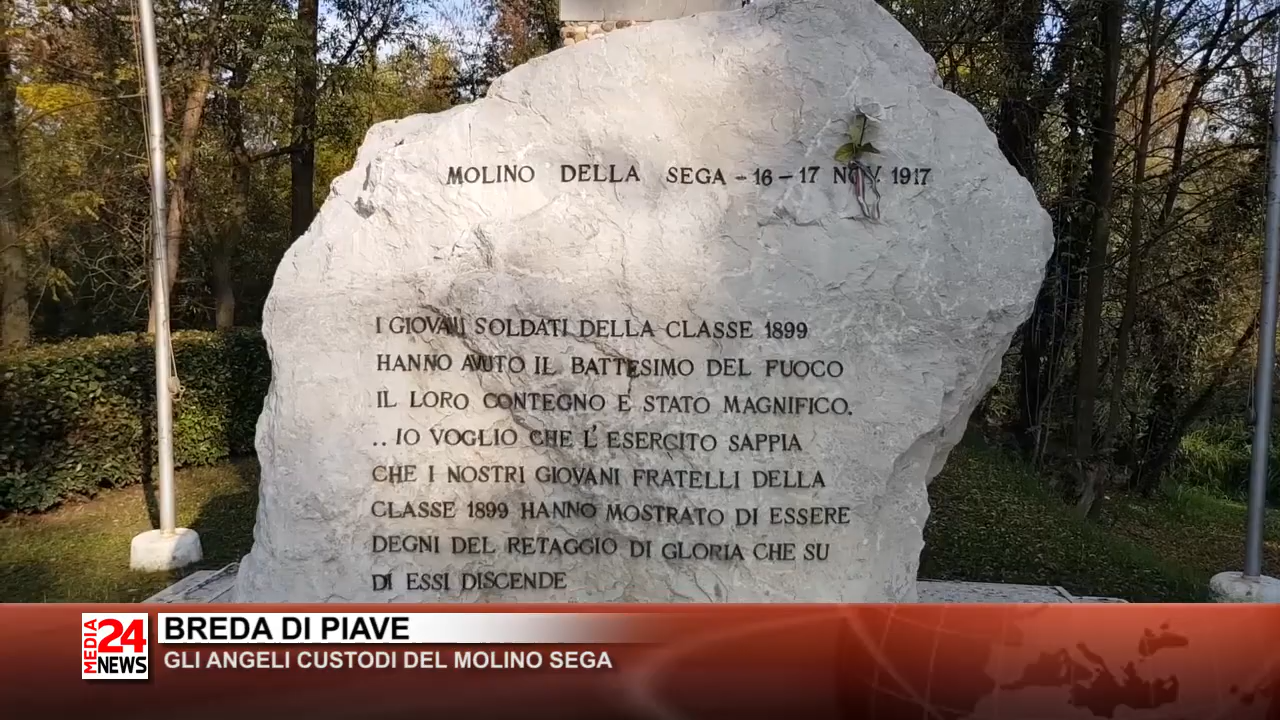 MOLINO DELLA SEGA - 16 - 17 NOV. 1917
I GIOVANI SOLDATI DELLA CLASSE 1899
HANNO AVUTO IL BATTESIMO DEL FUOCO
IL LORO CONTEGNO E STATO MAGNIFICO.
.. IO VOGLIO CHE L'ESERCITO SAPPIA
CHE I NOSTRI GIOVANI FRATELLI DELLA
CLASSE 1899 HANNO MOSTRATO DI ESSERE
DEGNI DEL RETAGGIO DI GLORIA CHE SU
DI ESSI DISCENDE
MEDIA 24 NEWS
BREDA DI PIAVE
GLI ANGELI CUSTODI DEL MOLINO SEGA